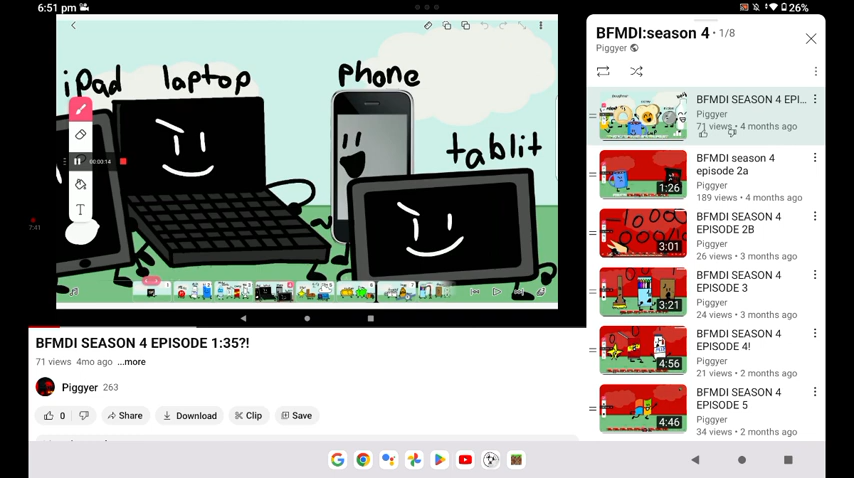 6:51 pm
26%
iPad laptop phone
tablit
00:00:14
7:41
T
BFMDI:season 4 • 1/8
Piggyer
BFMDI SEASON 4 EPI...
Piggyer
71 views • 4 months ago
BFMDI season 4
episode 2a
Piggyer
189 views • 4 months ago
1:26
BFMDI SEASON 4
EPISODE 2B
Piggyer
26 views • 3 months ago
3:01
BFMDI SEASON 4
EPISODE 3
Piggyer
24 views • 3 months ago
3:21
BFMDI SEASON 4
EPISODE 4!
Piggyer
21 views • 2 months ago
4:56
BFMDI SEASON 4
EPISODE 5
Piggyer
34 views • 2 months ago
4:46
BFMDI SEASON 4 EPISODE 1:35?!
71 views 4mo ago ...more
Piggyer 263
0 Share Download Clip Save